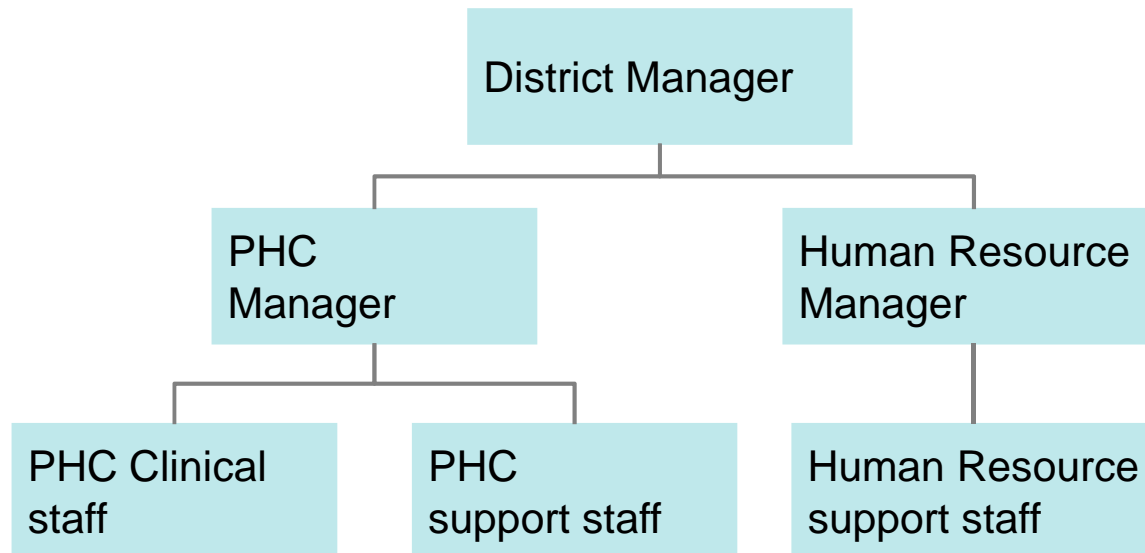 District Manager
PHC
Manager
Human Resource
Manager
PHC Clinical
staff
PHC
support staff
Human Resource
support staff